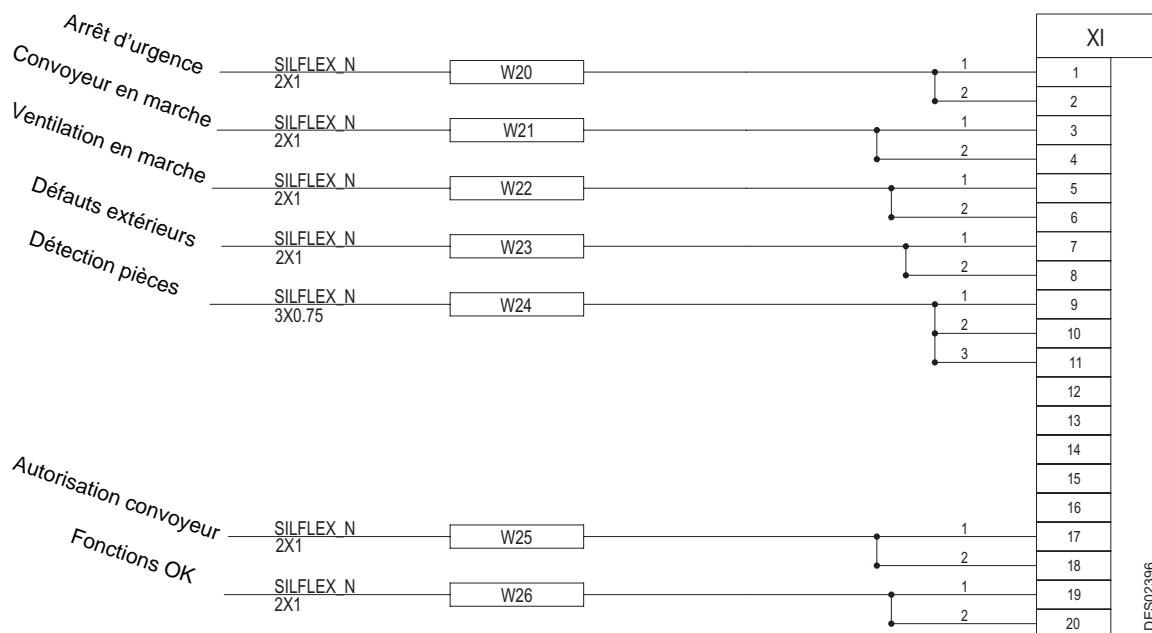 XI
Arrêt d'urgence
SILFLEX_N
2X1
W20
1
1
2
2
Convoyeur en marche
SILFLEX_N
2X1
W21
1
3
2
4
Ventilation en marche
SILFLEX_N
2X1
W22
1
5
2
6
Défauts extérieurs
SILFLEX_N
2X1
W23
1
7
2
8
Détection pièces
SILFLEX_N
3X0.75
W24
1
9
2
10
3
11
12
13
14
15
16
Autorisation convoyeur
SILFLEX_N
2X1
W25
1
17
2
18
Fonctions OK
SILFLEX_N
2X1
W26
1
19
2
20
DES02396